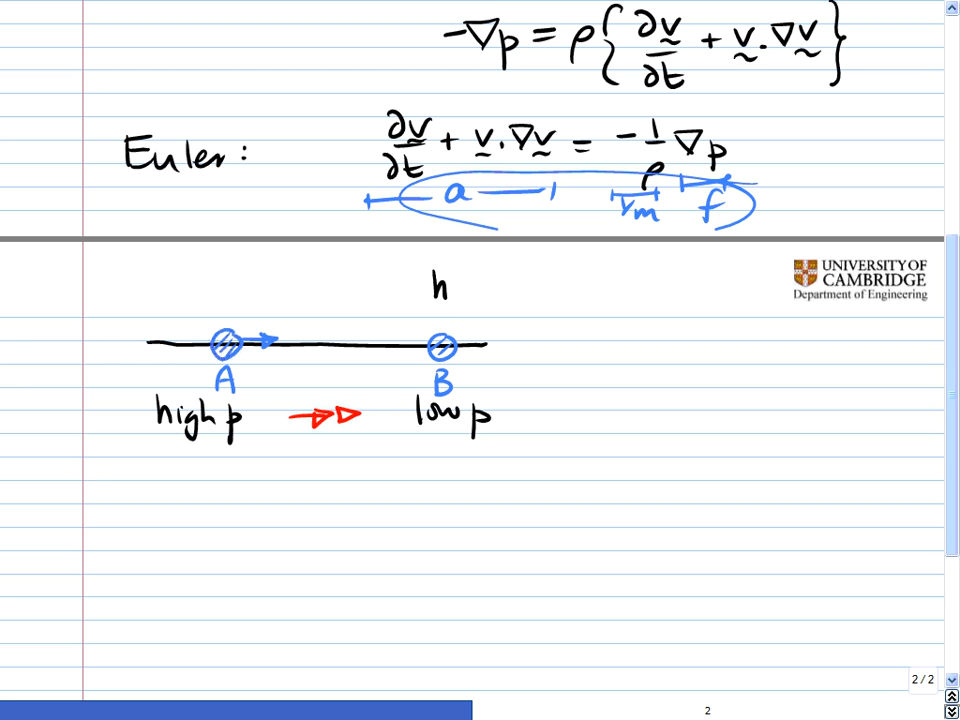 -∇p = ρ{∂v/∂t + v.∇v}
Euler: ∂v/∂t + v.∇v = -1/ρ ∇p
a 1/m f
UNIVERSITY OF
CAMBRIDGE
Department of Engineering
h
A B
high p low p
2 / 2
2